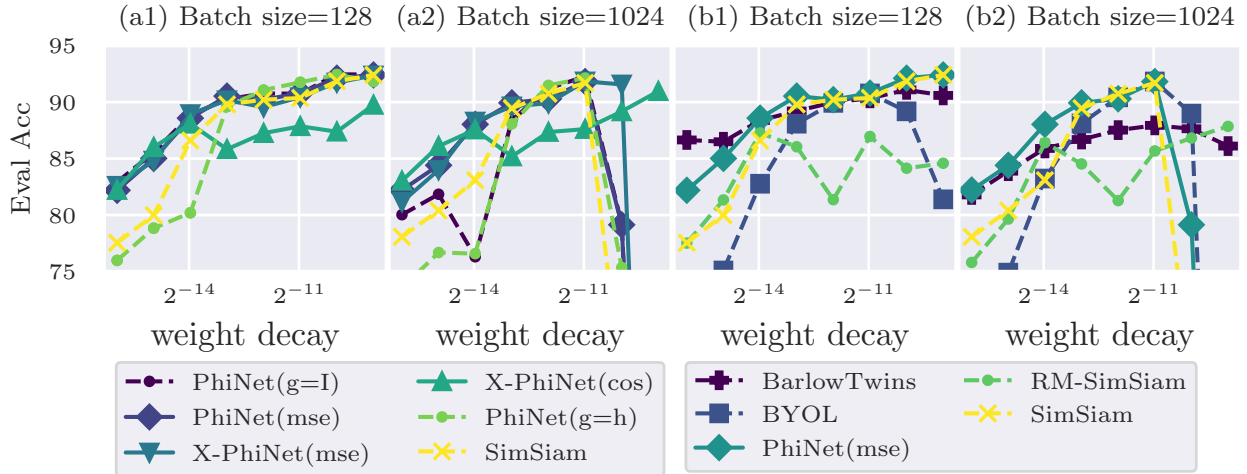 (a1) Batch size=128 (a2) Batch size=1024 (b1) Batch size=128 (b2) Batch size=1024
Eval Acc
95
90
85
80
75
2^{-14} 2^{-11} 2^{-14} 2^{-11} 2^{-14} 2^{-11} 2^{-14} 2^{-11}
weight decay weight decay weight decay weight decay
PhiNet(g=I) X-PhiNet(cos) BarlowTwins RM-SimSiam
PhiNet(mse) PhiNet(g=h) BYOL SimSiam
X-PhiNet(mse) SimSiam PhiNet(mse)